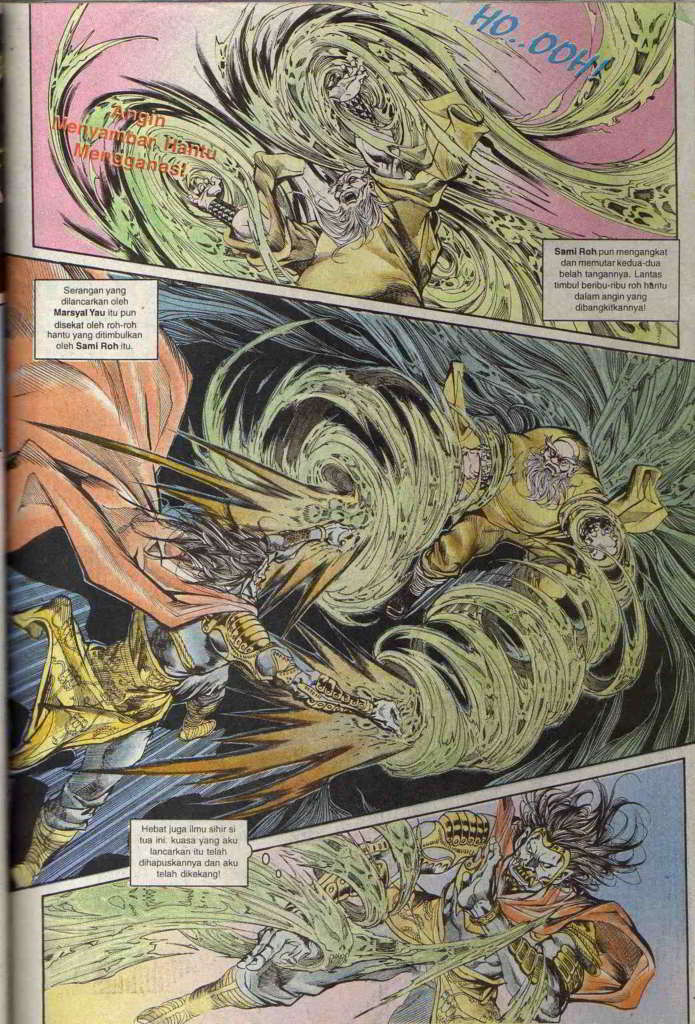 HO..OOH!
Angin
Menyambar Hantu
Mengganas!
Sami Roh pun mengangkat
dan memutar kedua-dua
belah tangannya. Lantas
timbul beribu-ribu roh hantu
dalam angin yang
dibangkitkannya!
Serangan yang
dilancarkan oleh
Marsyal Yau itu pun
disekat oleh roh-roh
hantu yang ditimbulkan
oleh Sami Roh itu.
Hebat juga ilmu sihir si
tua ini, kuasa yang aku
lancarkan itu telah
dihapuskannya dan aku
telah dikekang!